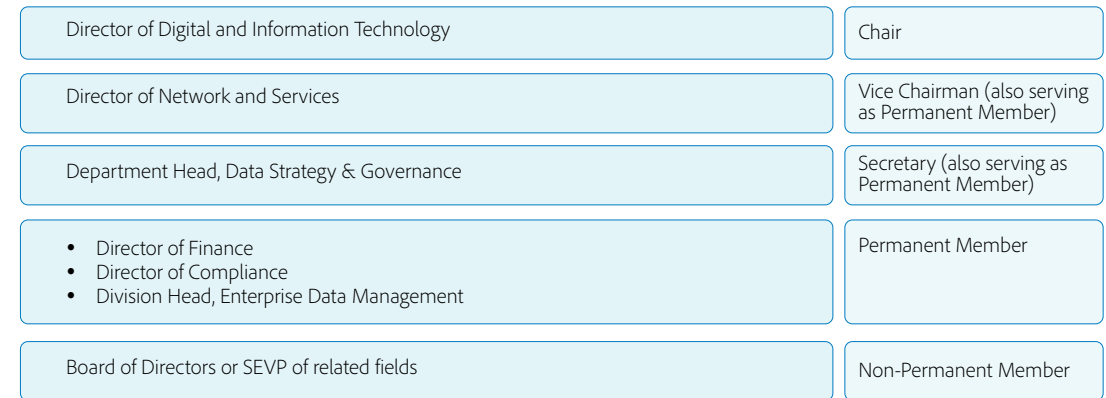 Director of Digital and Information Technology
Chair
Director of Network and Services
Vice Chairman (also serving
as Permanent Member)
Department Head, Data Strategy & Governance
Secretary (also serving as
Permanent Member)
• Director of Finance
• Director of Compliance
• Division Head, Enterprise Data Management
Permanent Member
Board of Directors or SEVP of related fields
Non-Permanent Member